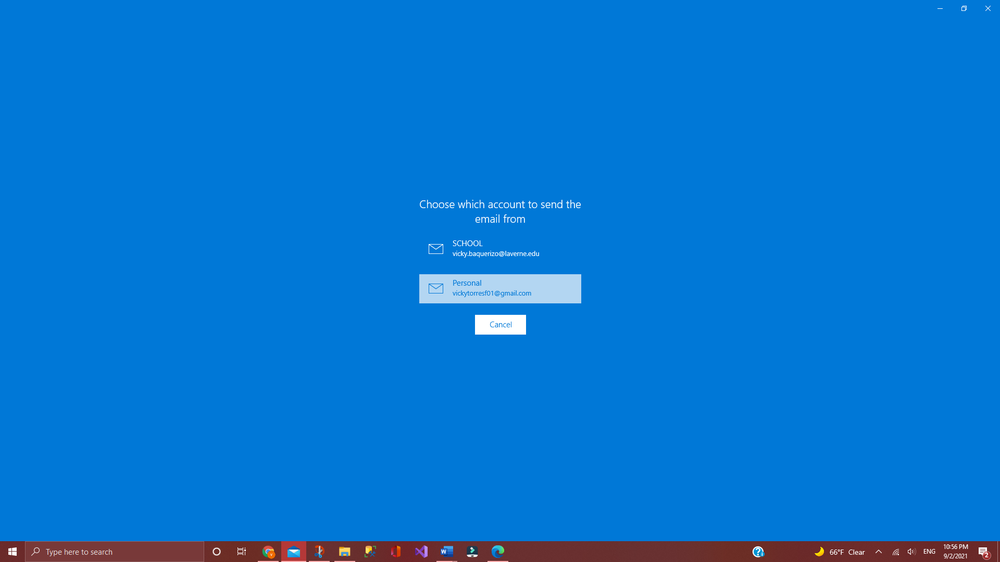 Choose which account to send the
email from
SCHOOL
vicky.baquerizo@laverne.edu
Personal
vickytorresf01@gmail.com
Cancel
Type here to search
66°F Clear
ENG
10:56 PM
9/2/2021
2